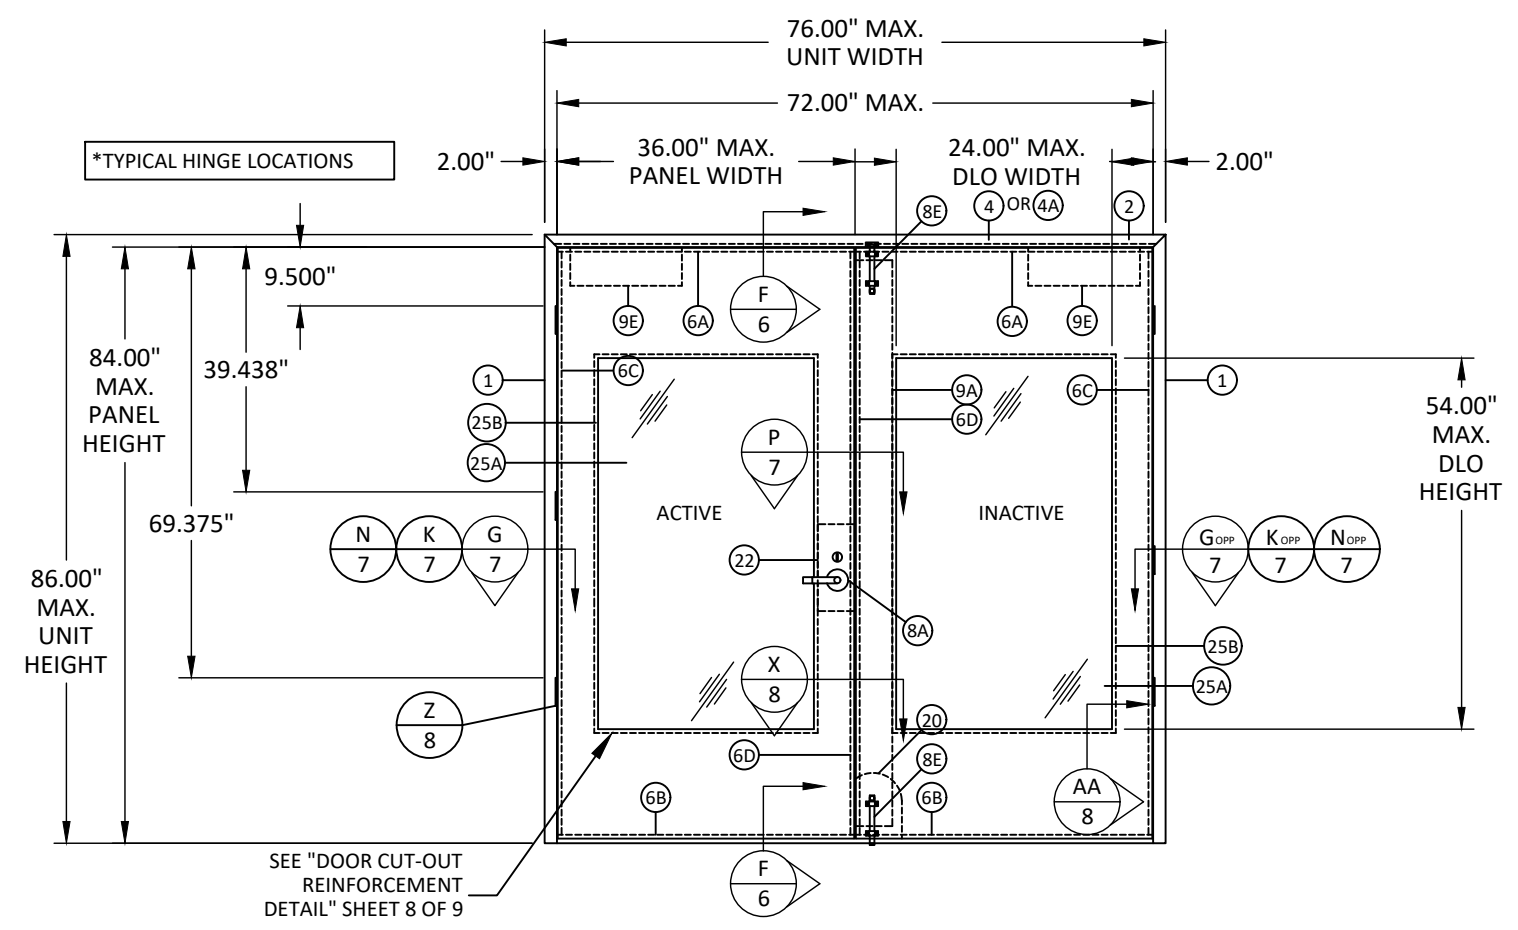 76.00" MAX.
UNIT WIDTH
72.00" MAX.
*TYPICAL HINGE LOCATIONS
2.00"
36.00" MAX.
PANEL WIDTH
24.00" MAX.
DLO WIDTH
2.00"
8E
4 OR 4A
2
9.500"
F
6
9E
6A
6A
9E
84.00"
MAX.
PANEL
HEIGHT
39.438"
1
6C
9A
6C
1
25B
6D
54.00"
MAX.
DLO
HEIGHT
P
7
25A
69.375"
ACTIVE
INACTIVE
N
7
K
7
G
7
22
GOPP
7
KOPP
7
NOPP
7
86.00"
MAX.
UNIT
HEIGHT
8A
25B
X
8
25A
Z
8
20
6D
8E
6B
6B
AA
8
SEE "DOOR CUT-OUT
REINFORCEMENT
DETAIL" SHEET 8 OF 9
F
6